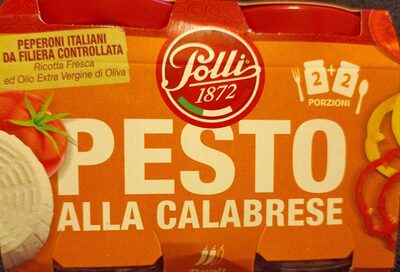 PEPERONI ITALIANI
DA FILIERA CONTROLLATA
Ricotta Fresca
ed Olio Extra Vergine di Oliva
Polli
1872
2+2
PORZIONI
PESTO
ALLA CALABRESE